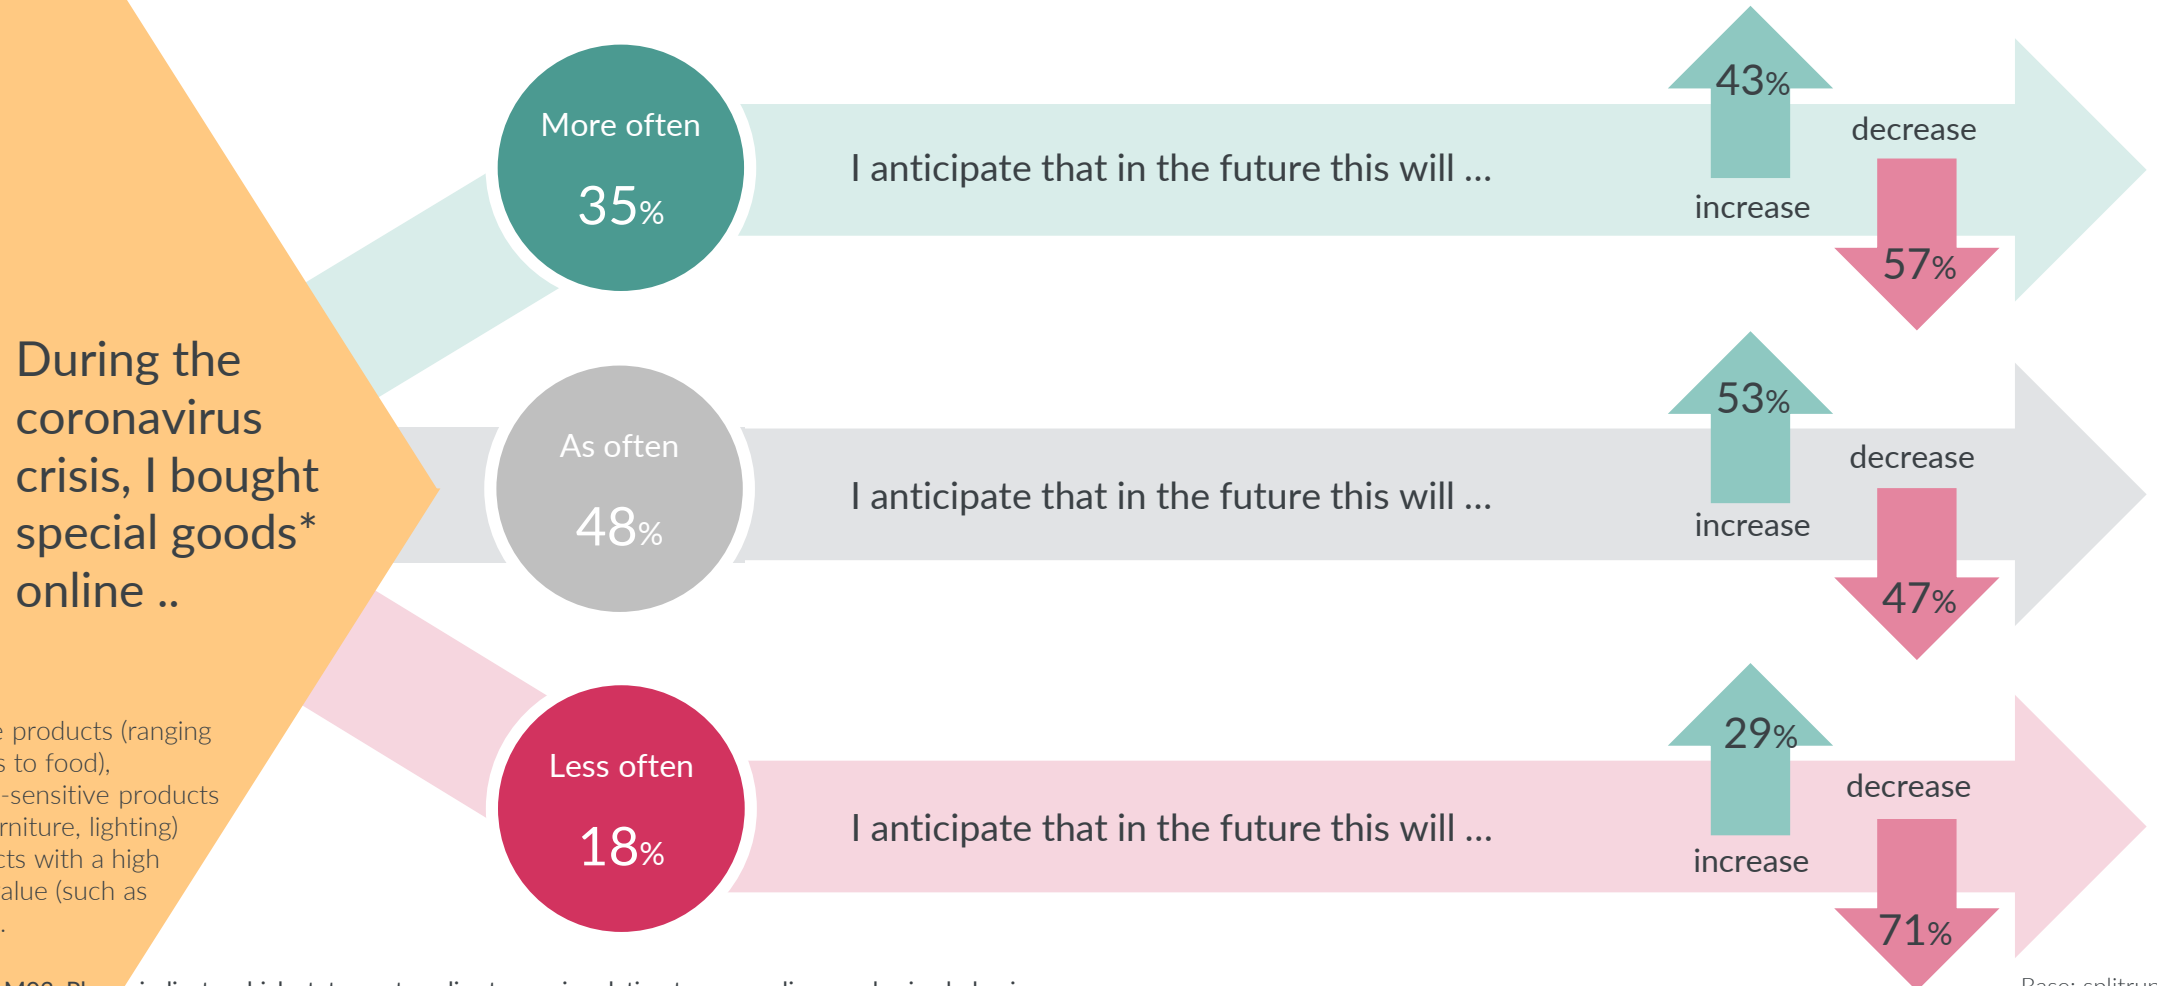 During the
coronavirus
crisis, I bought
special goods*
online ..
products (ranging
to food),
-sensitive products
lighting)
with a high
(such as
.
More often
35%
I anticipate that in the future this will ...
43%
increase
decrease
57%
As often
48%
I anticipate that in the future this will ...
53%
increase
decrease
47%
Less often
18%
I anticipate that in the future this will ...
29%
increase
decrease
71%